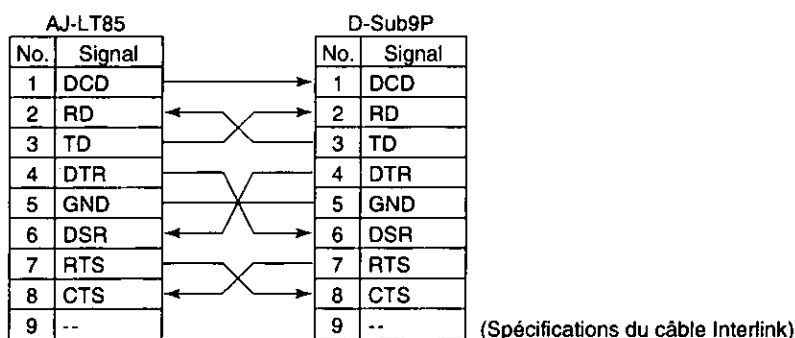 AJ-LT85 D-Sub9P
No. Signal No. Signal
1 DCD 1 DCD
2 RD 2 RD
3 TD 3 TD
4 DTR 4 DTR
5 GND 5 GND
6 DSR 6 DSR
7 RTS 7 RTS
8 CTS 8 CTS
9 -- 9 -- (Spécifications du câble Interlink)